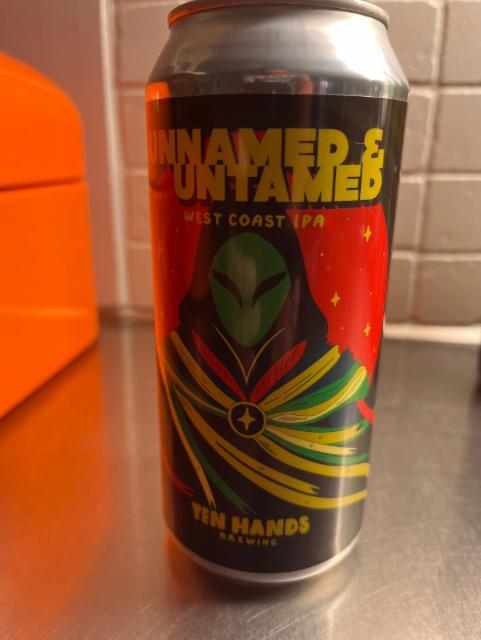 UNNAMED &
UNTAMED
WEST COAST IPA
TEN HANDS
BREWING